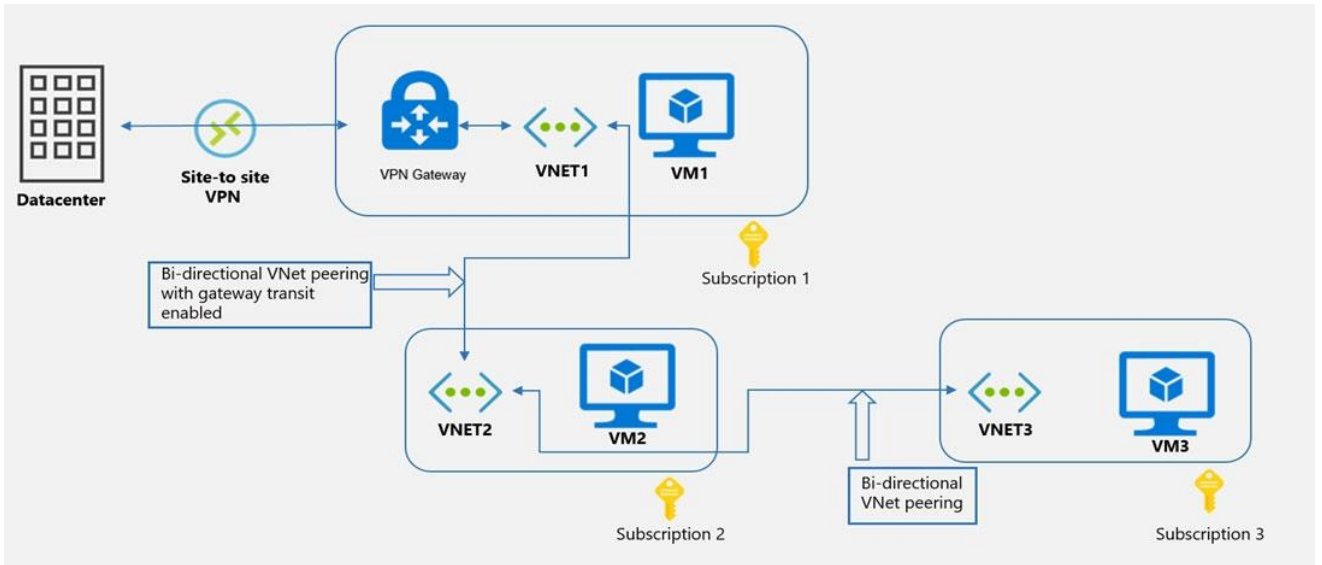 Datacenter
Site-to site
VPN
VPN Gateway
VNET1
VM1
Subscription 1
Bi-directional VNet peering
with gateway transit
enabled
VNET2
VM2
Subscription 2
Bi-directional
VNet peering
VNET3
VM3
Subscription 3